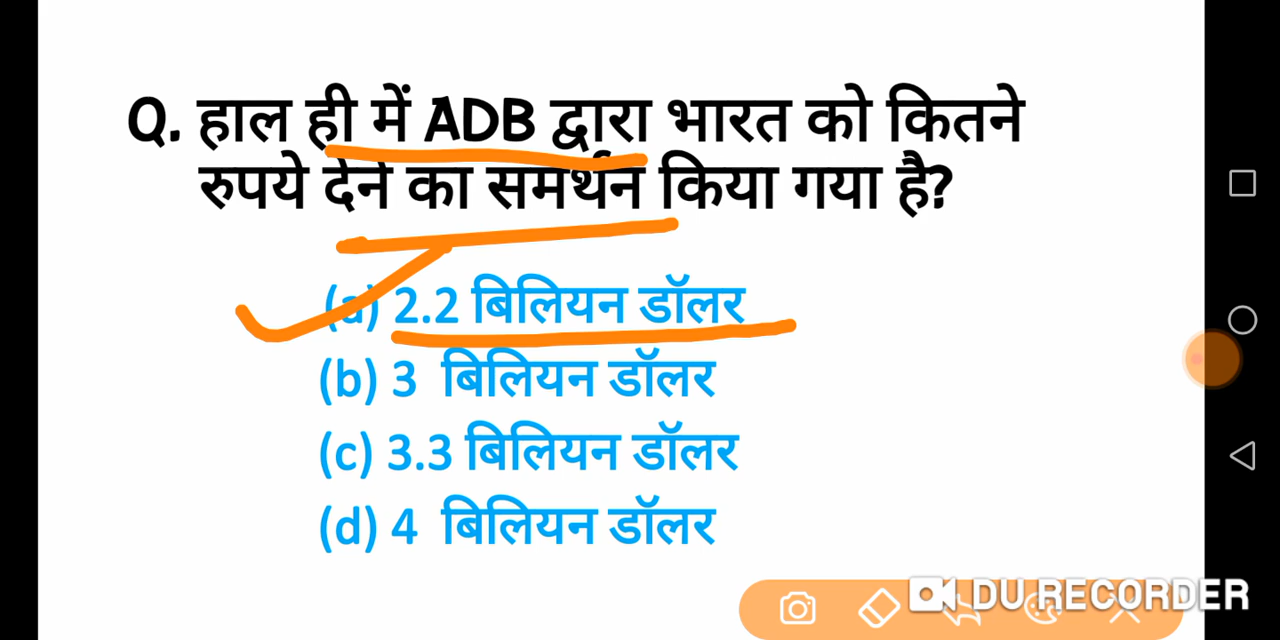 Q. हाल ही में ADB द्वारा भारत को कितने
रुपये देने का समर्थन किया गया है?
(a) 2.2 बिलियन डॉलर
(b) 3 बिलियन डॉलर
(c) 3.3 बिलियन डॉलर
(d) 4 बिलियन डॉलर
DU RECORDER